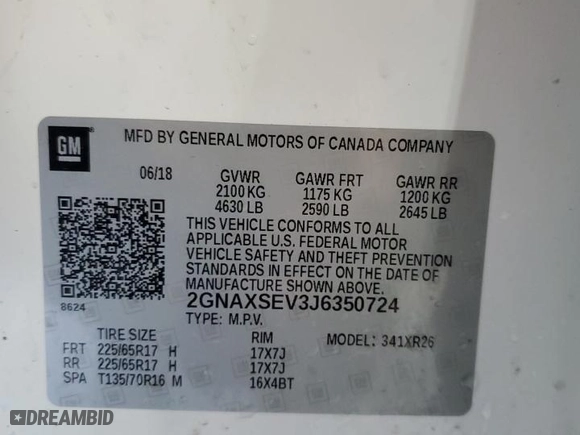 GM
MFD BY GENERAL MOTORS OF CANADA COMPANY
06/18 GVWR GAWR FRT GAWR RR
2100 KG 1175 KG 1200 KG
4630 LB 2590 LB 2645 LB
THIS VEHICLE CONFORMS TO ALL
APPLICABLE U.S. FEDERAL MOTOR
VEHICLE SAFETY AND THEFT PREVENTION
STANDARDS IN EFFECT ON THE DATE OF
MANUFACTURE SHOWN ABOVE.
8624
2GNAXSEV3J6350724
TYPE: M.P.V.
TIRE SIZE RIM MODEL: 341XR26
FRT 225/65R17 H 17X7J
RR 225/65R17 H 17X7J
SPA T135/70R16 M 16X4BT
DREAMBID